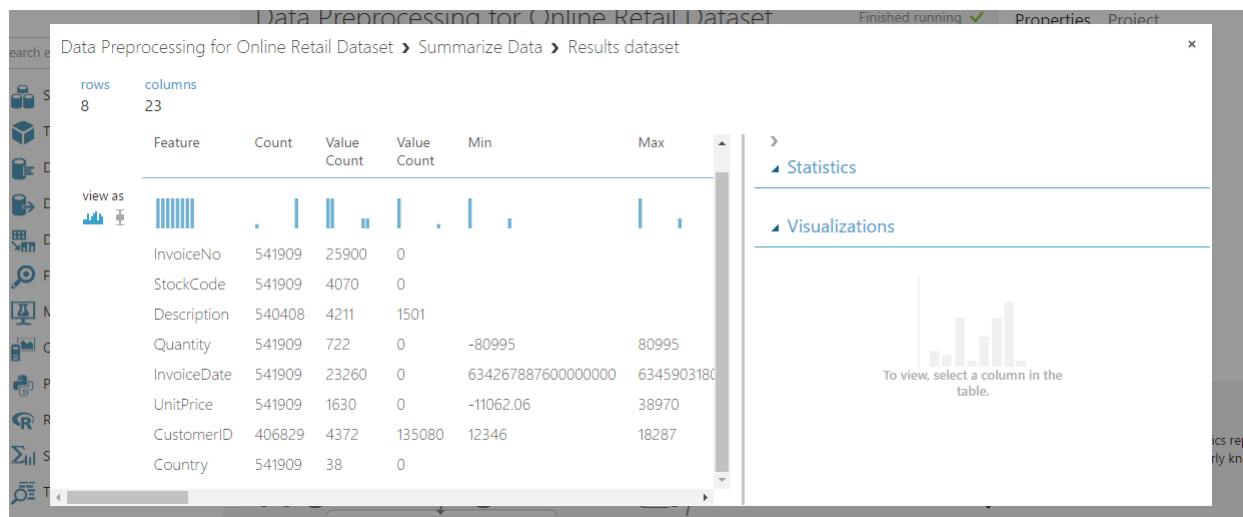 Data Preprocessing for Online Retail Dataset
Finished running
Properties Project
Data Preprocessing for Online Retail Dataset › Summarize Data › Results dataset
rows columns
8 23
Feature Count Value Count Value Count Min Max
view as
InvoiceNo 541909 25900 0
StockCode 541909 4070 0
Description 540408 4211 1501
Quantity 541909 722 0 -80995 80995
InvoiceDate 541909 23260 0 634267887600000000 6345903180
UnitPrice 541909 1630 0 -11062.06 38970
CustomerID 406829 4372 135080 12346 18287
Country 541909 38 0
Statistics
Visualizations
To view, select a column in the
table.